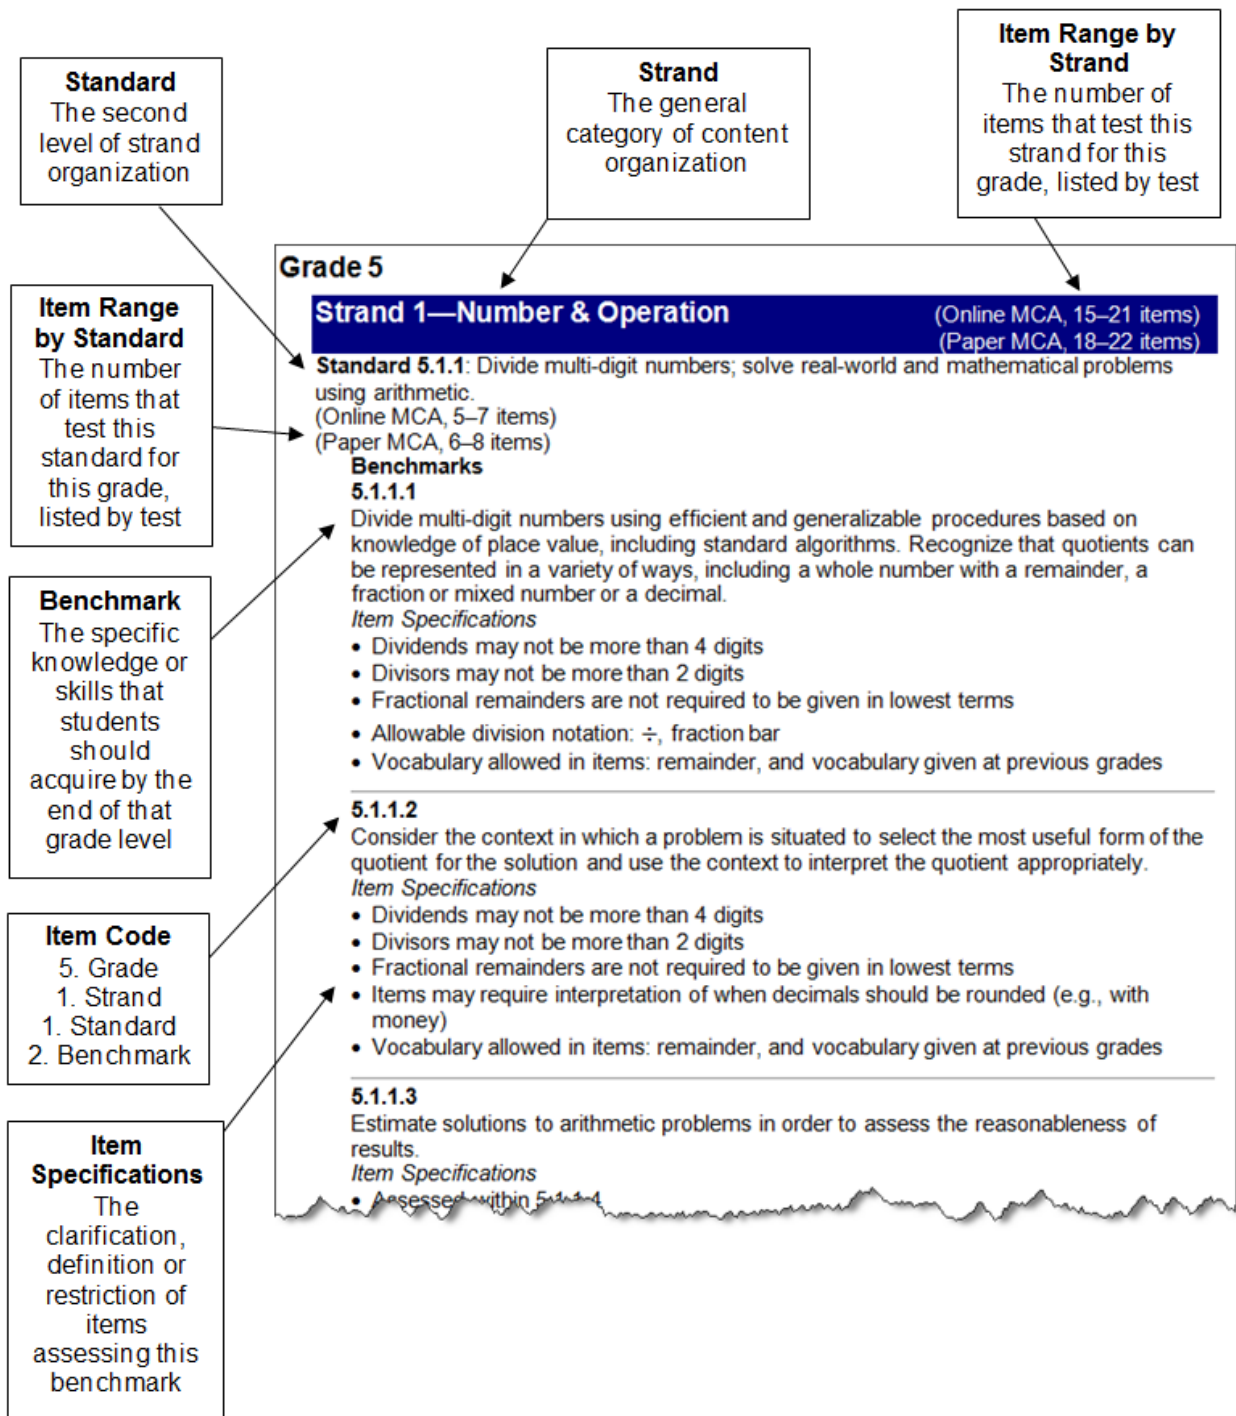 Standard
The second
level of strand
organization
Strand
The general
category of content
organization
Item Range by
Strand
The number of
items that test this
strand for this
grade, listed by test
Item Range
by Standard
The number
of items that
test this
standard for
this grade,
listed by test
Benchmark
The specific
knowledge or
skills that
students
should
acquire by the
end of that
grade level
Item Code
5. Grade
1. Strand
1. Standard
2. Benchmark
Item
Specifications
The
clarification,
definition or
restriction of
items
assessing this
benchmark
Grade 5
Strand 1—Number & Operation
(Online MCA, 15–21 items)
(Paper MCA, 18–22 items)
Standard 5.1.1: Divide multi-digit numbers; solve real-world and mathematical problems
using arithmetic.
(Online MCA, 5–7 items)
(Paper MCA, 6–8 items)
Benchmarks
5.1.1.1
Divide multi-digit numbers using efficient and generalizable procedures based on
knowledge of place value, including standard algorithms. Recognize that quotients can
be represented in a variety of ways, including a whole number with a remainder, a
fraction or mixed number or a decimal.
Item Specifications
• Dividends may not be more than 4 digits
• Divisors may not be more than 2 digits
• Fractional remainders are not required to be given in lowest terms
• Allowable division notation: ÷, fraction bar
• Vocabulary allowed in items: remainder, and vocabulary given at previous grades
5.1.1.2
Consider the context in which a problem is situated to select the most useful form of the
quotient for the solution and use the context to interpret the quotient appropriately.
Item Specifications
• Dividends may not be more than 4 digits
• Divisors may not be more than 2 digits
• Fractional remainders are not required to be given in lowest terms
• Items may require interpretation of when decimals should be rounded (e.g., with
money)
• Vocabulary allowed in items: remainder, and vocabulary given at previous grades
5.1.1.3
Estimate solutions to arithmetic problems in order to assess the reasonableness of
results.
Item Specifications
• Assessed within 5.1.1.4